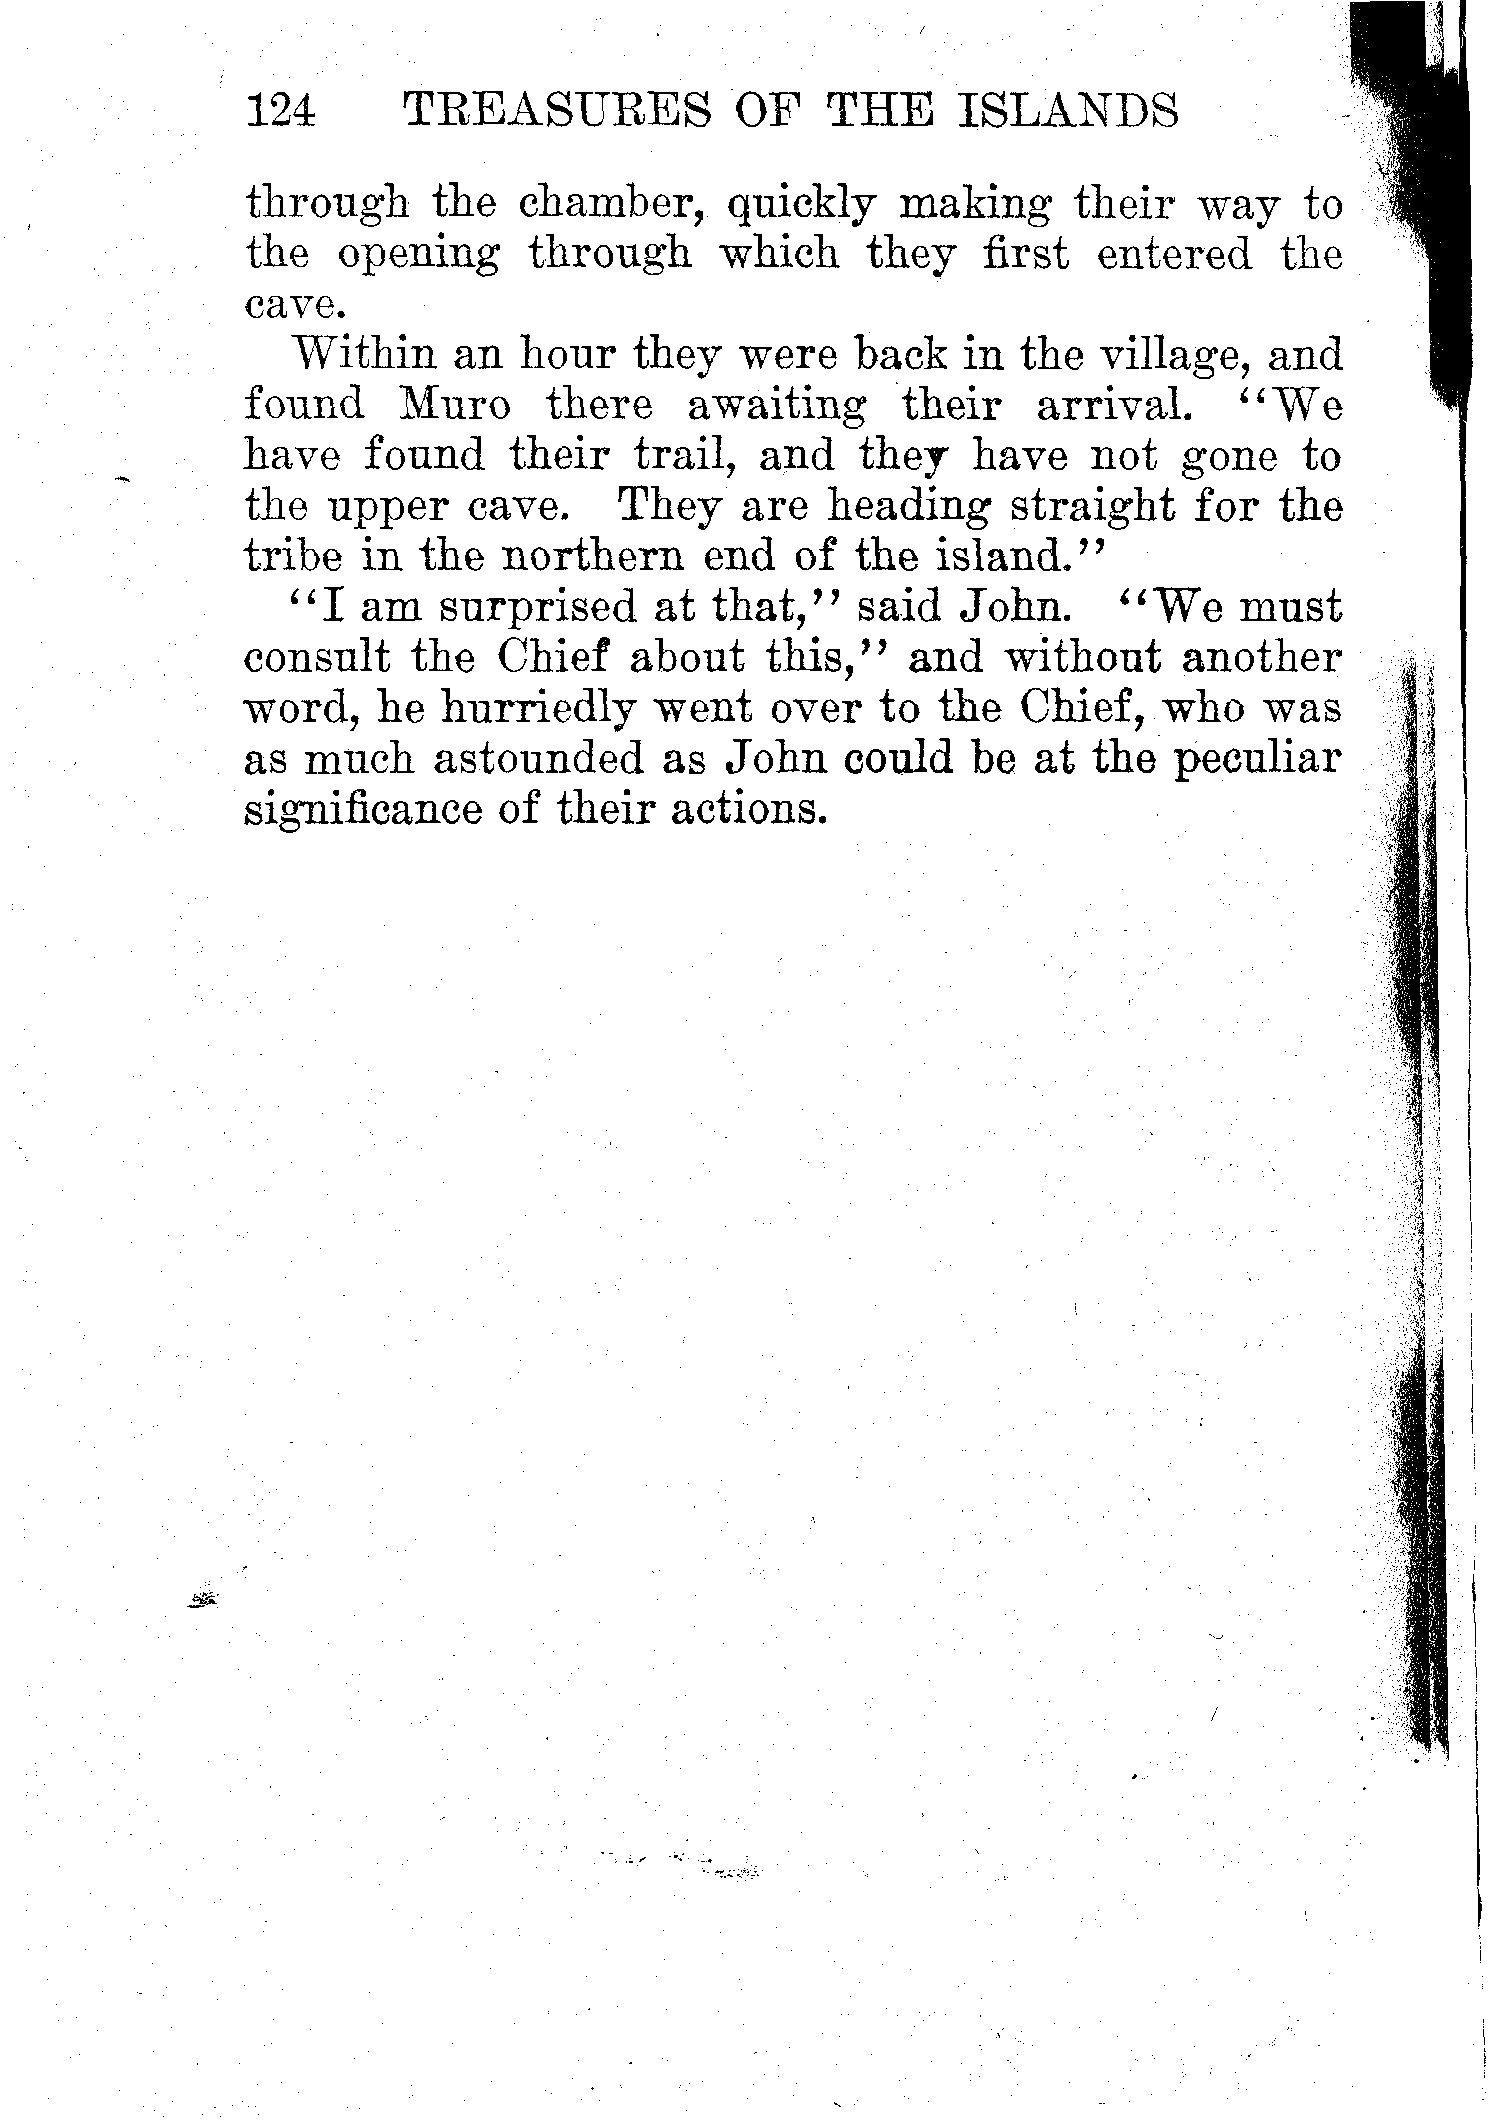 124 TREASURES OF THE ISLANDS
through the chamber, quickly making their way to
the opening through which they first entered the
cave.
Within an hour they were back in the village, and
found Muro there awaiting their arrival. "We
have found their trail, and they have not gone to
the upper cave. They are heading straight for the
tribe in the northern end of the island."
"I am surprised at that," said John. "We must
consult the Chief about this," and without another
word, he hurriedly went over to the Chief, who was
as much astounded as John could be at the peculiar
significance of their actions.